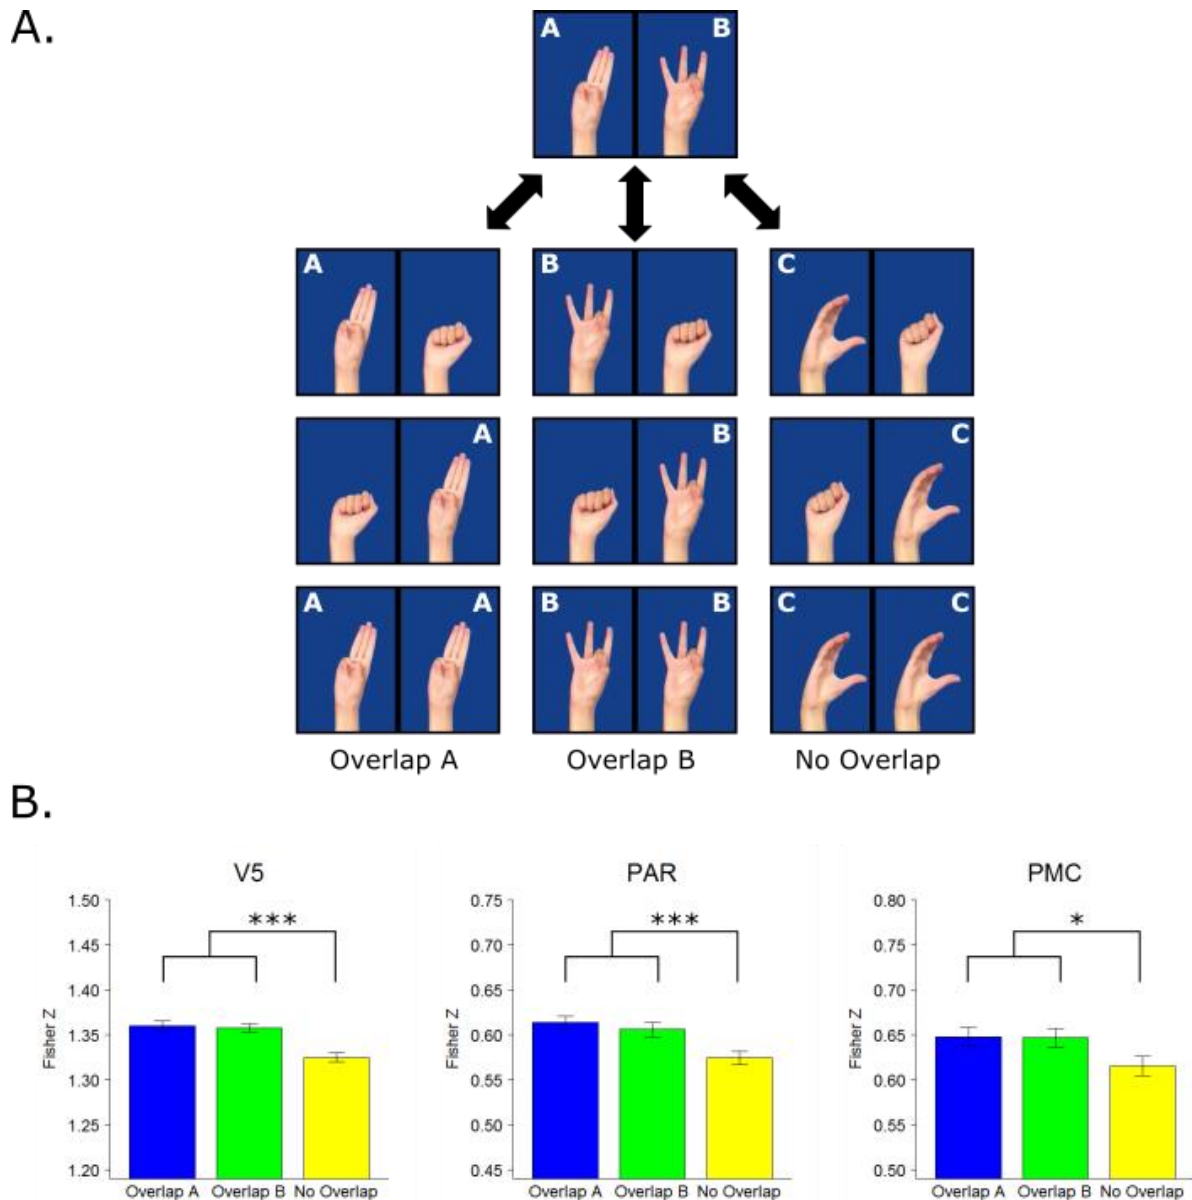 A.
A B
A B C
A B C
A A B B C C
Overlap A Overlap B No Overlap
B.
V5
***
1.50
1.45
1.40
1.35
1.30
1.25
1.20
Fisher Z
Overlap A Overlap B No Overlap
PAR
***
0.75
0.70
0.65
0.60
0.55
0.50
0.45
Fisher Z
Overlap A Overlap B No Overlap
PMC
*
0.80
0.75
0.70
0.65
0.60
0.55
0.50
Fisher Z
Overlap A Overlap B No Overlap